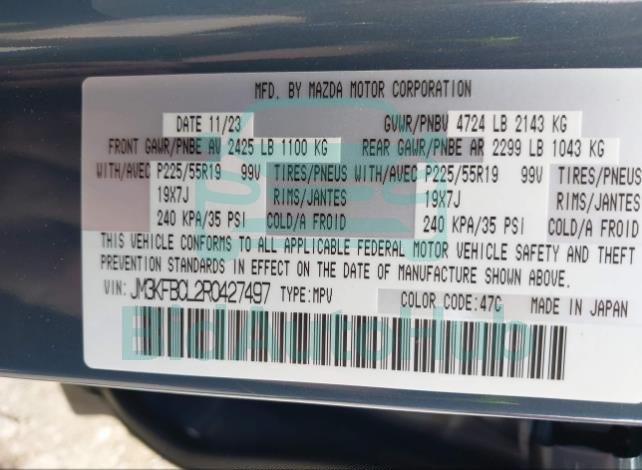 MFD. BY MAZDA MOTOR CORPORATION
DATE 11/23 GVWR/PNBV 4724 LB 2143 KG
FRONT GAWR/PNBE AV 2425 LB 1100 KG REAR GAWR/PNBE AR 2299 LB 1043 KG
WITH/AVEC P225/55R19 99V TIRES/PNEUS WITH/AVEC P225/55R19 99V TIRES/PNEUS
19X7J RIMS/JANTES 19X7J RIMS/JANTES
240 KPA/35 PSI COLD/A FROID 240 KPA/35 PSI COLD/A FROID
THIS VEHICLE CONFORMS TO ALL APPLICABLE FEDERAL MOTOR VEHICLE SAFETY AND THEFT
PREVENTION STANDARDS IN EFFECT ON THE DATE OF MANUFACTURE SHOWN ABOVE.
VIN: JM3KFBCL2R0427497 TYPE:MPV COLOR CODE:47C MADE IN JAPAN
BidAutoHub